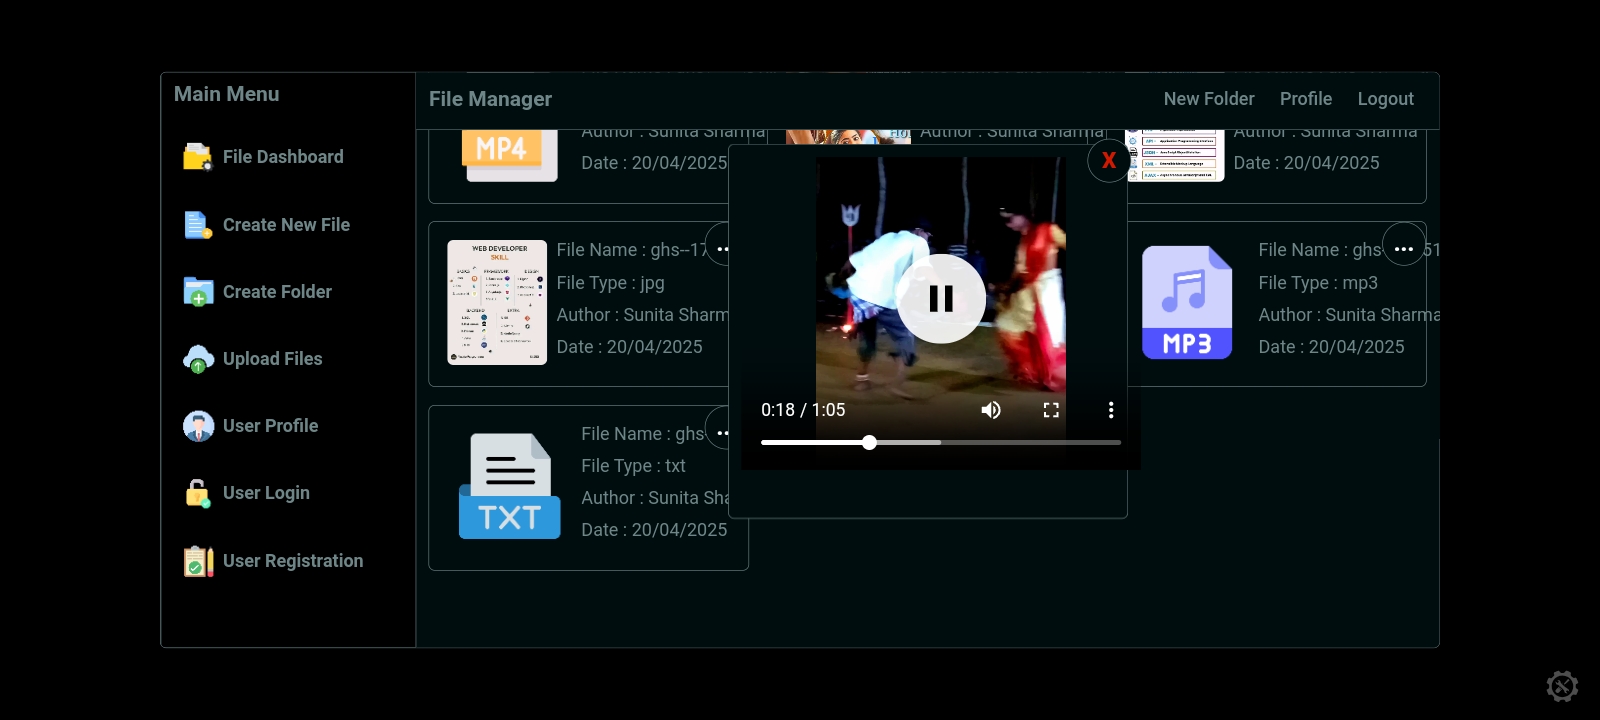 Main Menu
File Dashboard
Create New File
Create Folder
Upload Files
User Profile
User Login
User Registration
File Manager
New Folder
Profile
Logout
MP4
Author : Sunita Sharma
Date : 20/04/2025
Author : Sunita Sharma
Author : Sunita Sharma
Date : 20/04/2025
X
WEB DEVELOPER
SKILL
File Name : ghs--17
...
File Type : jpg
Author : Sunita Sharm
Date : 20/04/2025
0:18 / 1:05
MP3
File Name : ghs
...
51
File Type : mp3
Author : Sunita Sharma
Date : 20/04/2025
TXT
File Name : ghs
File Type : txt
Author : Sunita Sha
Date : 20/04/2025